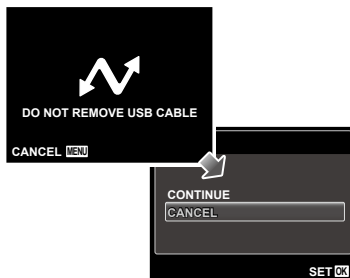 DO NOT REMOVE USB CABLE
CANCEL MENU
CONTINUE
CANCEL
SET OK